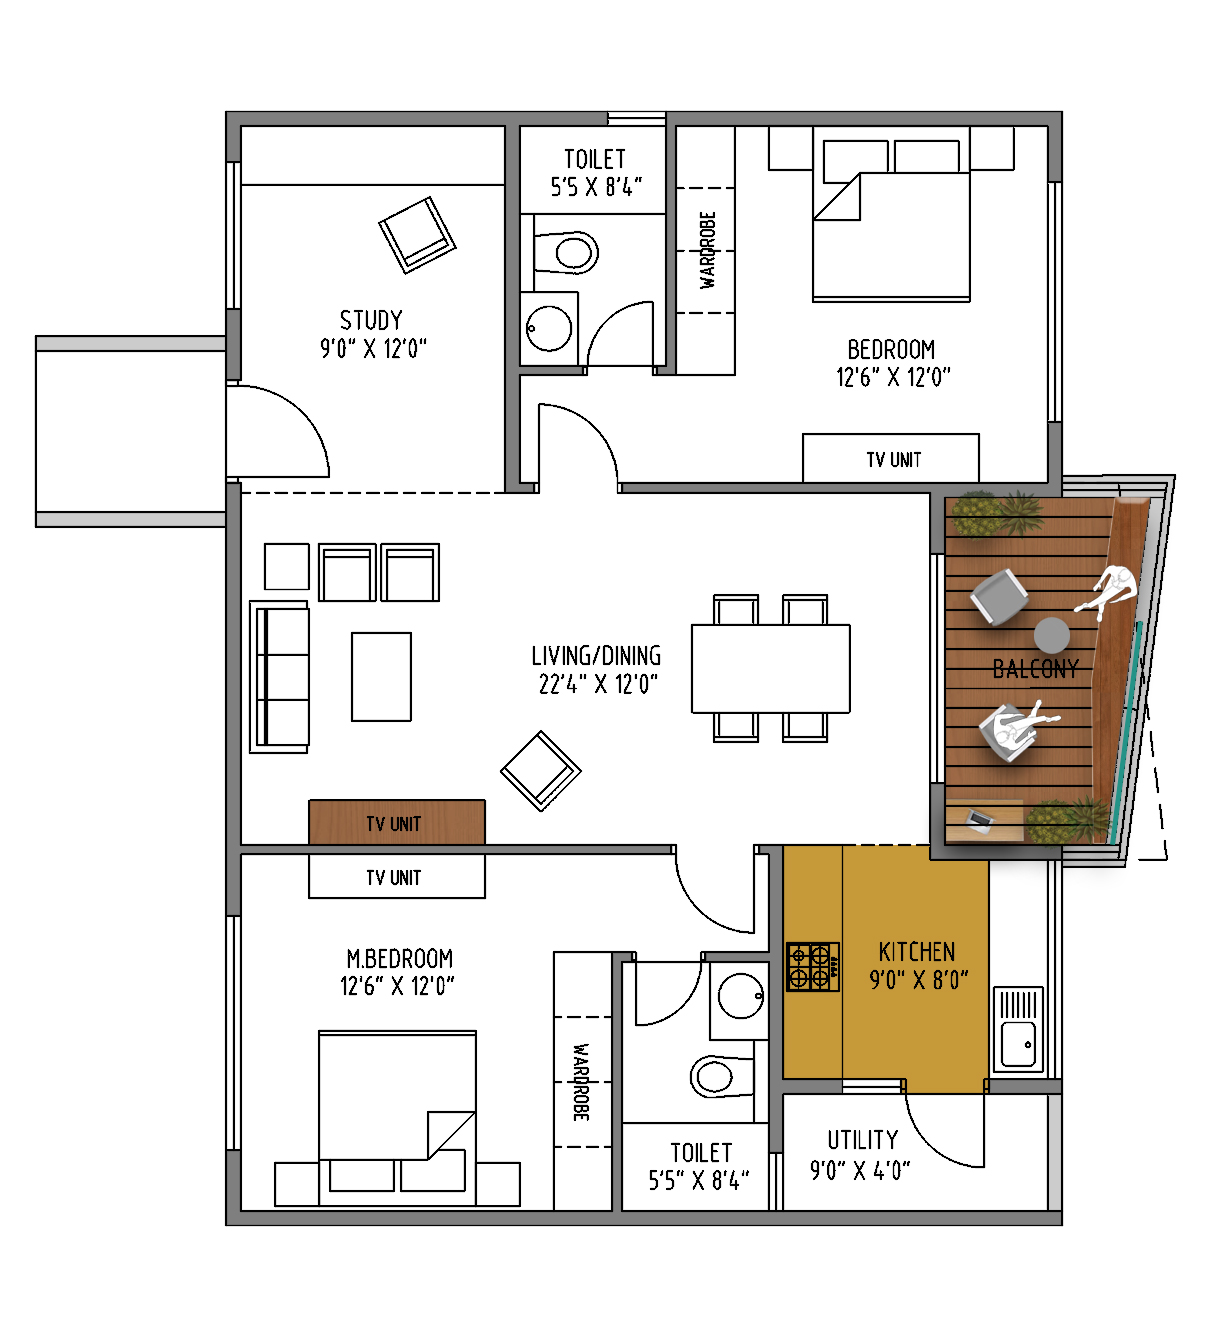 TOILET
5'5 X 8'4"
WARDROBE
STUDY
9'0" X 12'0"
BEDROOM
12'6" X 12'0"
TV UNIT
LIVING/DINING
22'4" X 12'0"
BALCONY
TV UNIT
TV UNIT
M.BEDROOM
12'6" X 12'0"
KITCHEN
9'0" X 8'0"
WARDROBE
TOILET
5'5" X 8'4"
UTILITY
9'0" X 4'0"